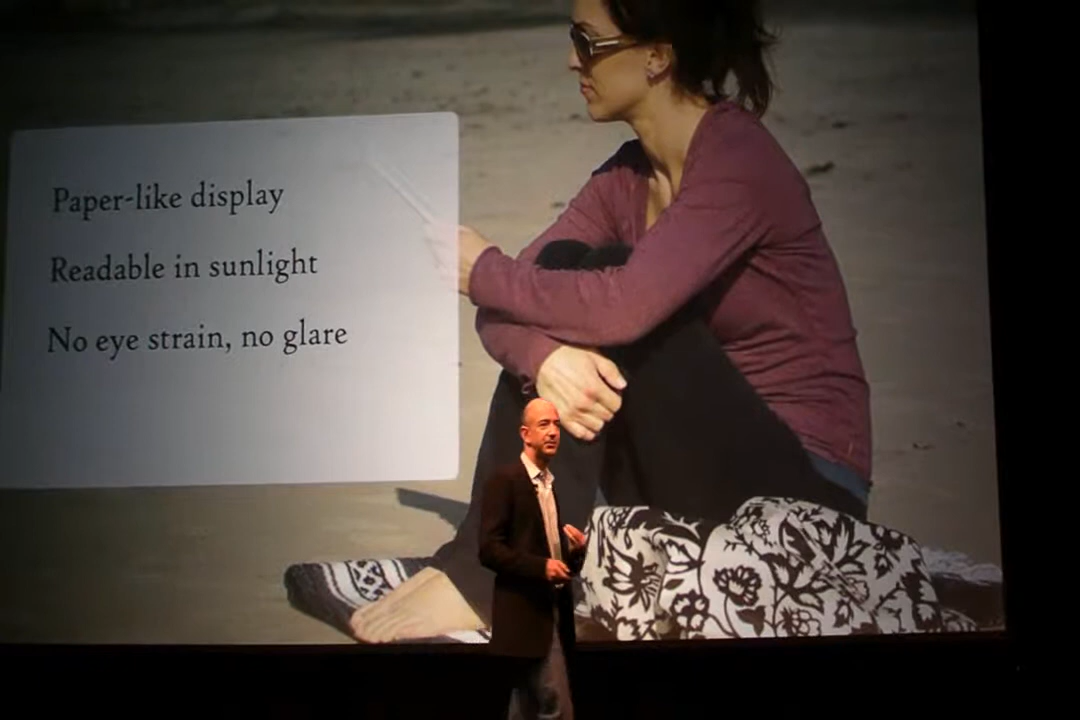 Paper-like display
Readable in sunlight
No eye strain, no glare